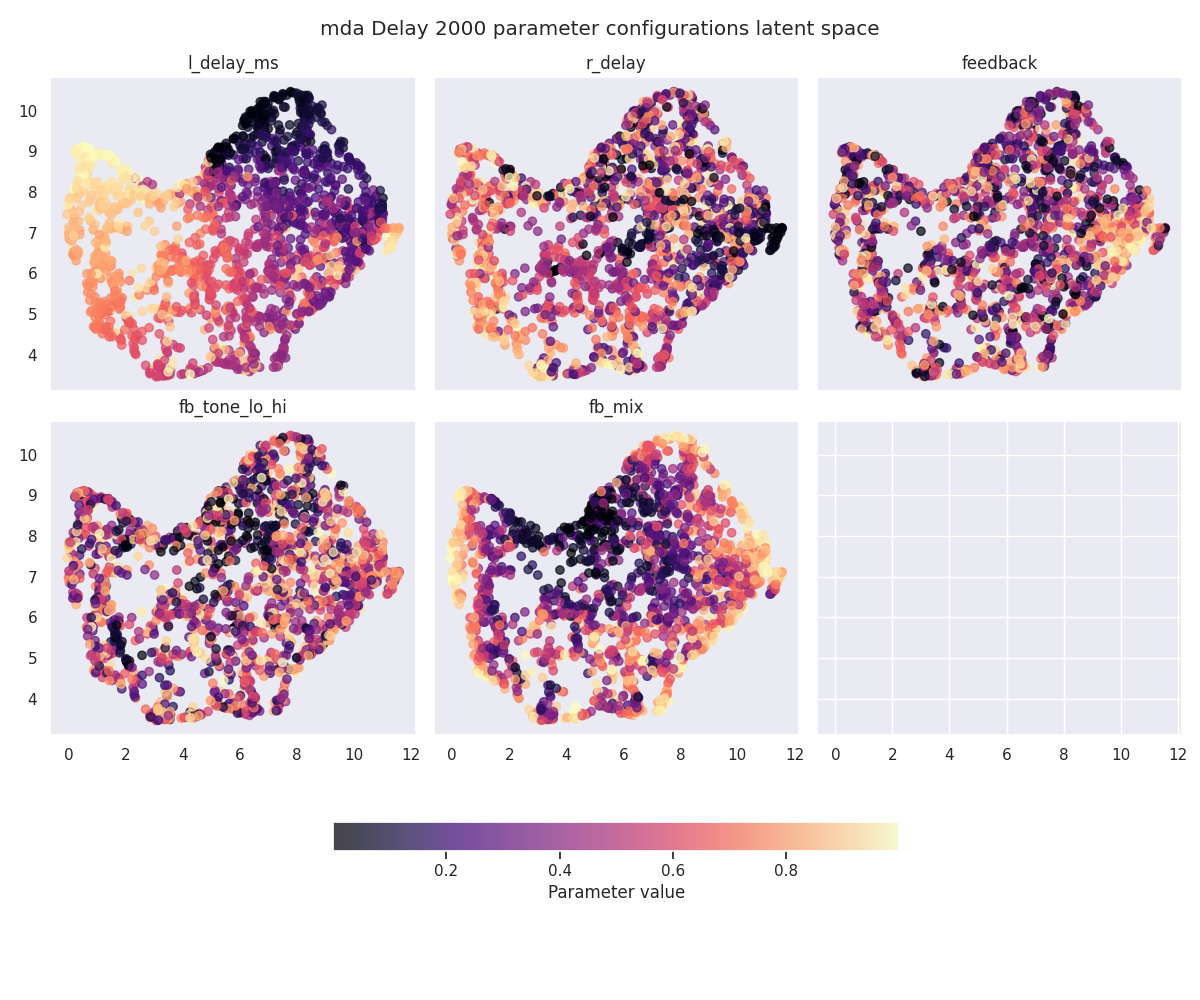 mda Delay 2000 parameter configurations latent space
l_delay_ms
r_delay
feedback
10
9
8
7
6
5
4
fb_tone_lo_hi
fb_mix
10
9
8
7
6
5
4
0 2 4 6 8 10 12
0 2 4 6 8 10 12
0 2 4 6 8 10 12
0.2 0.4 0.6 0.8
Parameter value